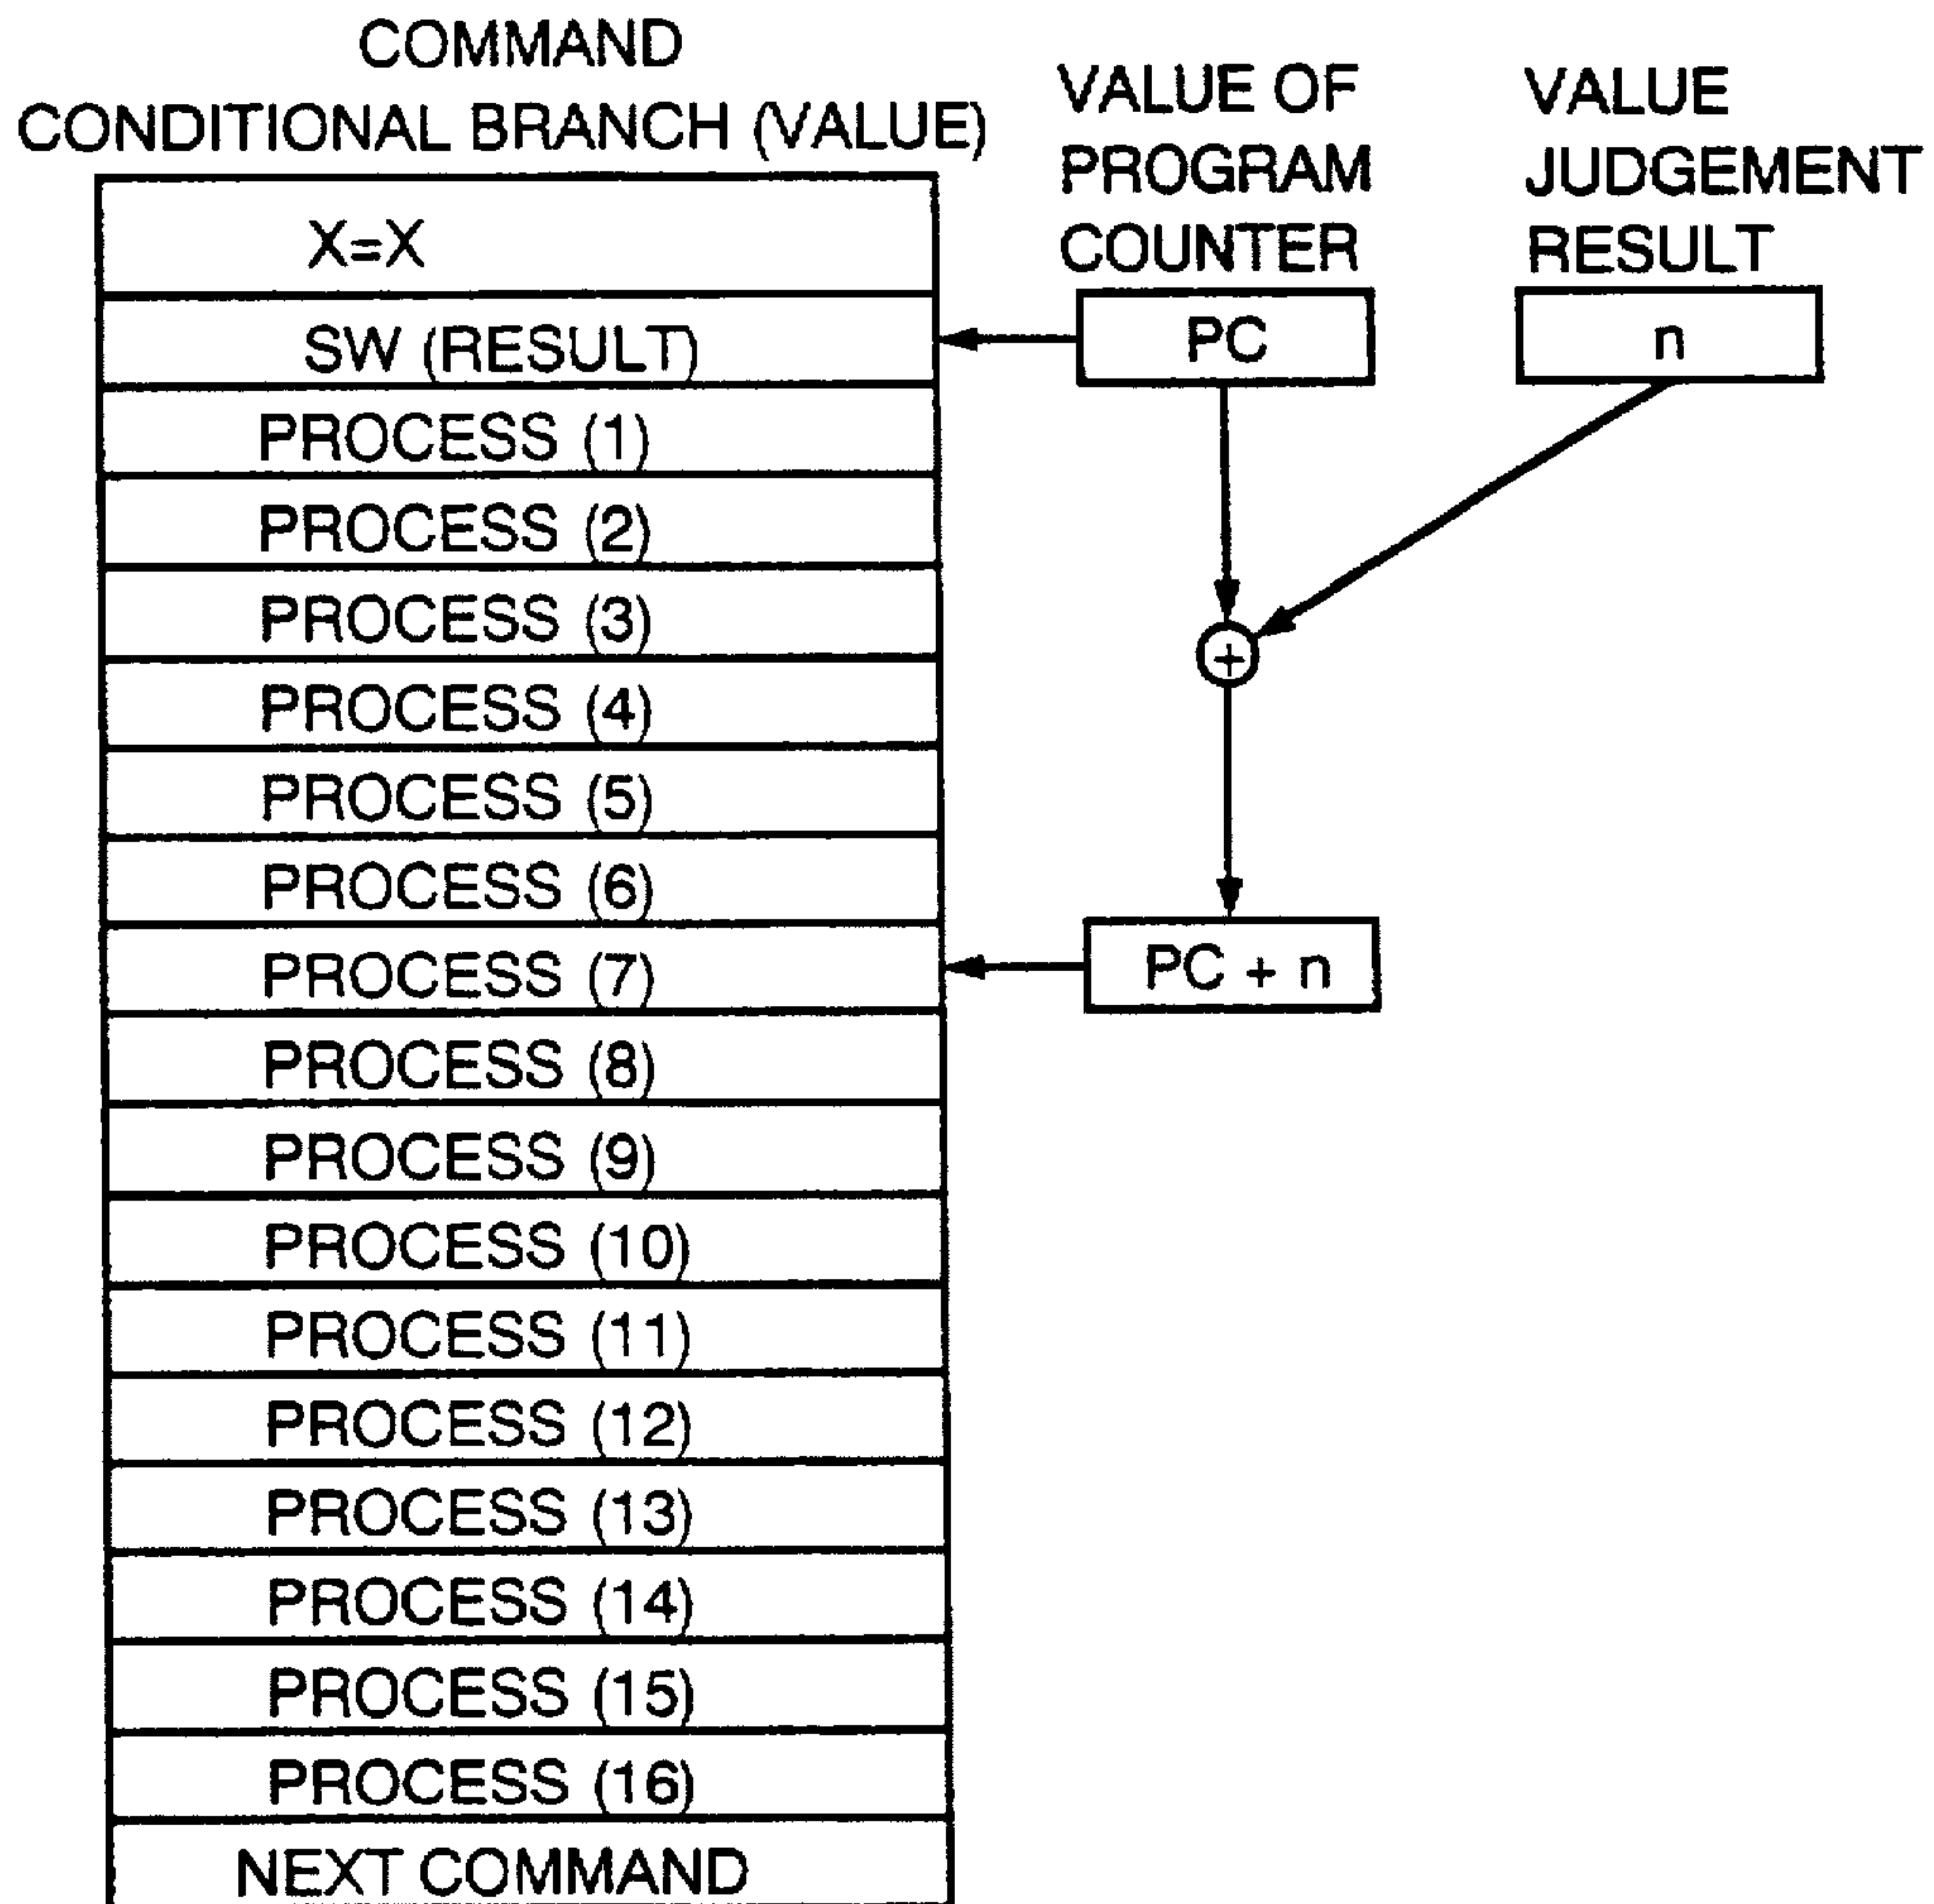 COMMAND
CONDITIONAL BRANCH (VALUE)
VALUE OF
PROGRAM
COUNTER
VALUE
JUDGEMENT
RESULT
X=X
SW (RESULT)
PC
n
PROCESS (1)
PROCESS (2)
PROCESS (3)
+
PROCESS (4)
PROCESS (5)
PROCESS (6)
PROCESS (7)
PC + n
PROCESS (8)
PROCESS (9)
PROCESS (10)
PROCESS (11)
PROCESS (12)
PROCESS (13)
PROCESS (14)
PROCESS (15)
PROCESS (16)
NEXT COMMAND